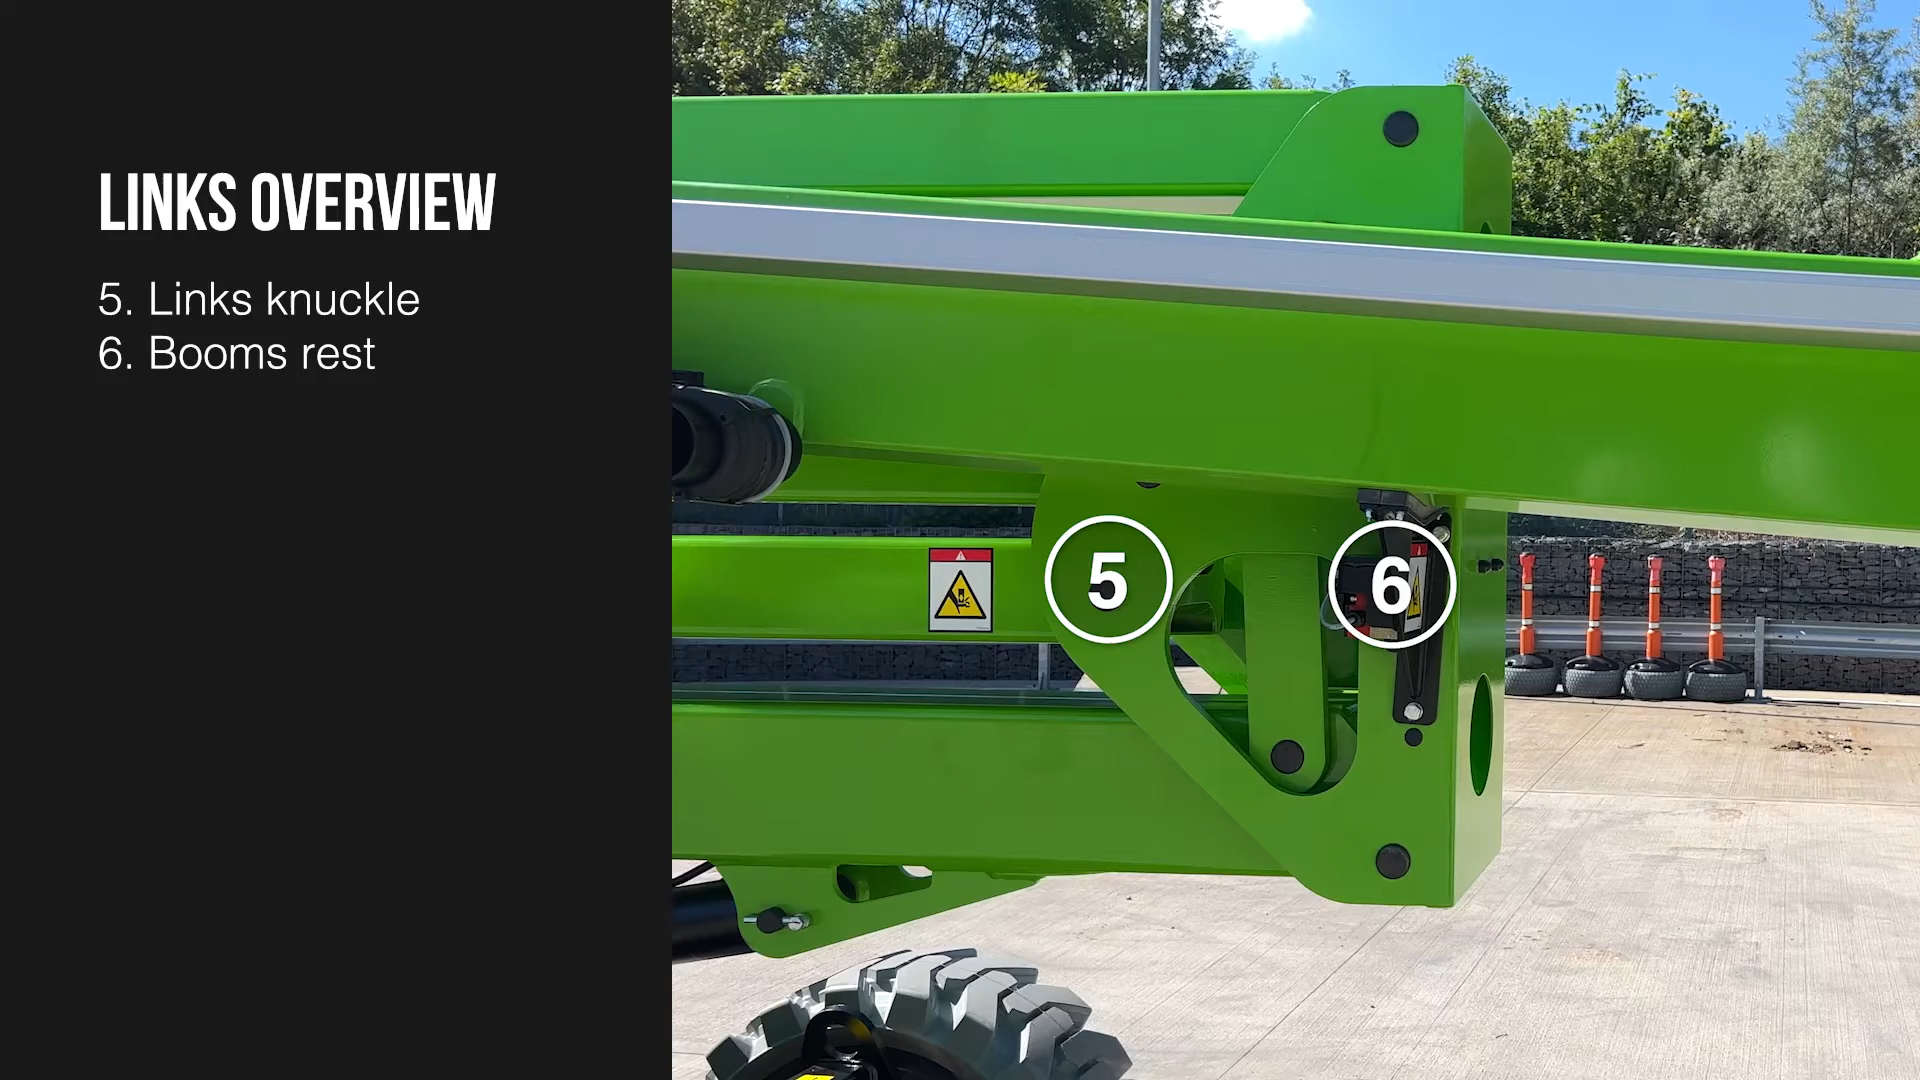 LINKS OVERVIEW
5. Links knuckle
6. Booms rest
5
6